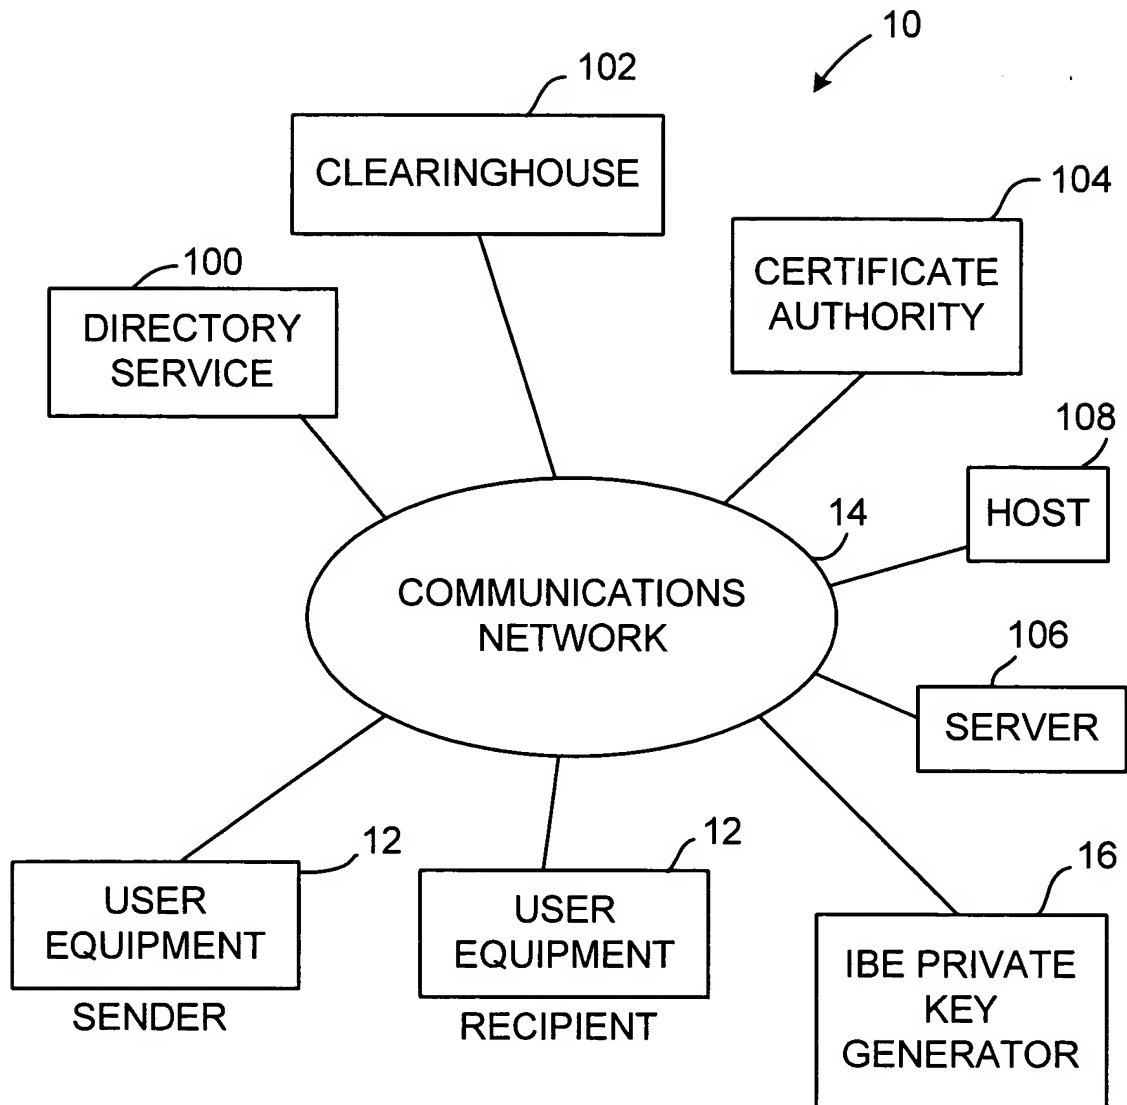 10
102
CLEARINGHOUSE
104
CERTIFICATE
AUTHORITY
100
DIRECTORY
SERVICE
108
HOST
14
COMMUNICATIONS
NETWORK
106
SERVER
12
USER
EQUIPMENT
SENDER
12
USER
EQUIPMENT
RECIPIENT
16
IBE PRIVATE
KEY
GENERATOR